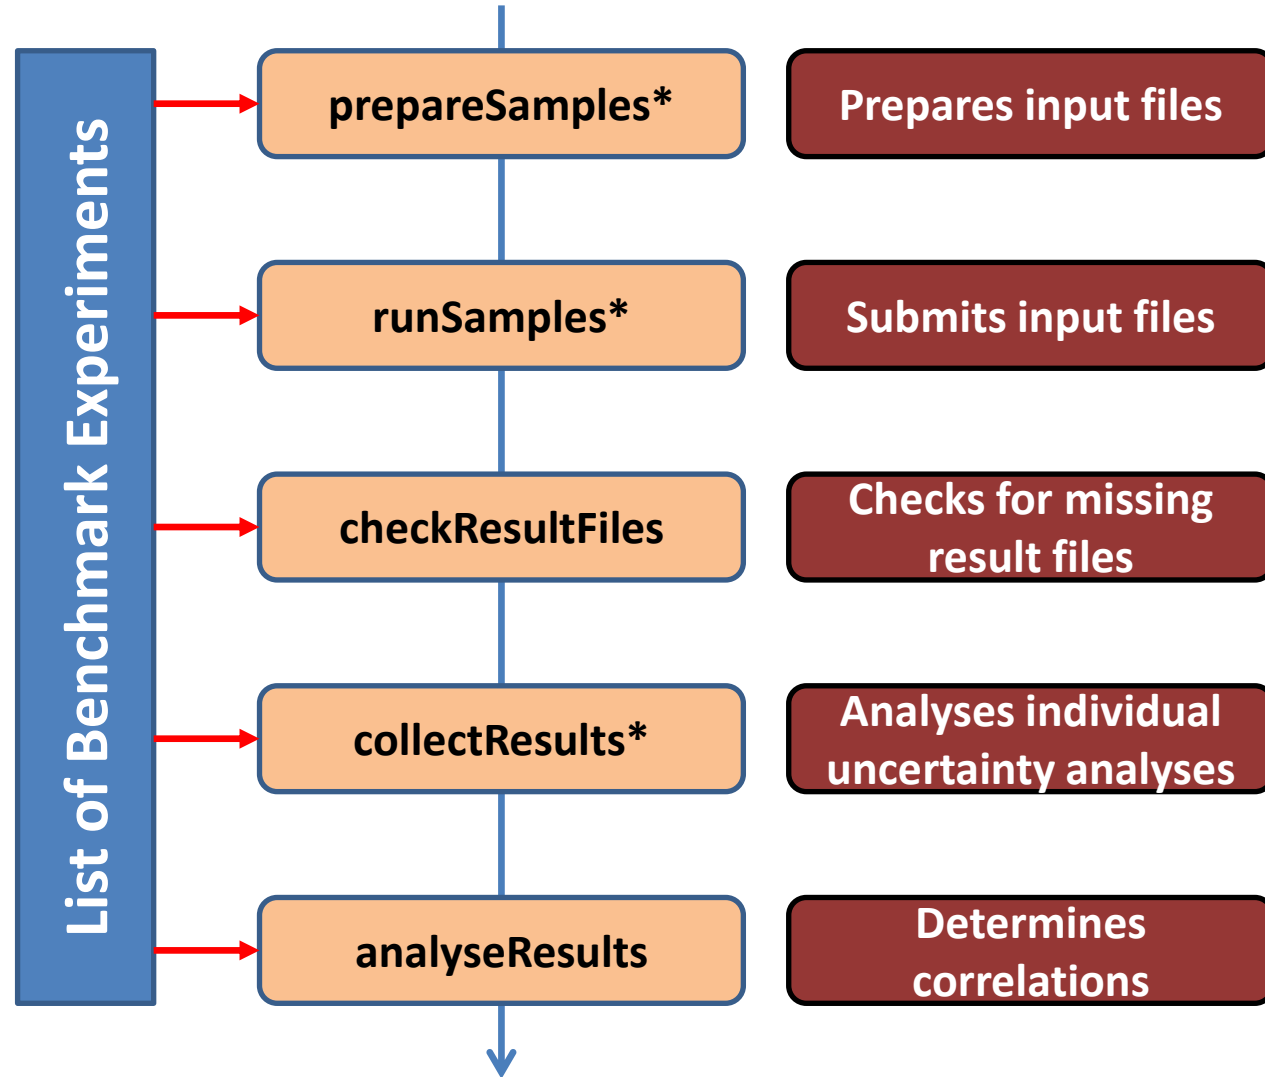 List of Benchmark Experiments
prepareSamples*
Prepares input files
runSamples*
Submits input files
checkResultFiles
Checks for missing
result files
collectResults*
Analyses individual
uncertainty analyses
analyseResults
Determines
correlations